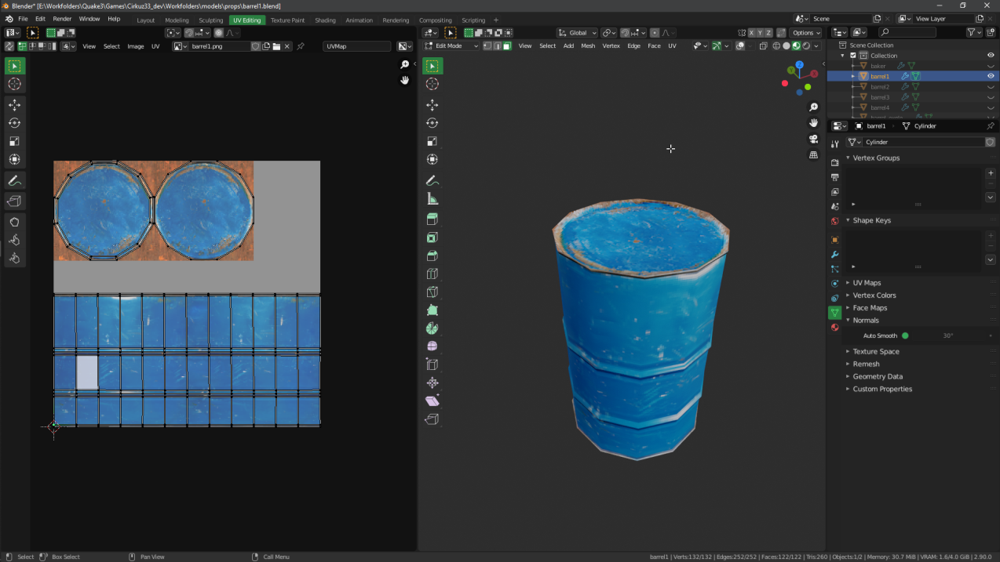 Blender* [E:\Workfolders\Quake3\Games\Cirkuz33_dev\Workfolders\models\props\barrel1.blend]
File Edit Render Window Help Layout Modeling Sculpting UV Editing Texture Paint Shading Animation Rendering Compositing Scripting + Scene View Layer
Global Options
View Select Image UV barrel1.png UVMap Edit Mode View Select Add Mesh Vertex Edge Face UV
X Y Z
Scene Collection
Collection
baker
barrel1
barrel2
barrel3
barrel4
barrel1 Cylinder
Cylinder
Vertex Groups
Shape Keys
UV Maps
Vertex Colors
Face Maps
Normals
Auto Smooth 30°
Texture Space
Remesh
Geometry Data
Custom Properties
Select Box Select Pan View Call Menu barrel1 | Verts:132/132 | Edges:252/252 | Faces:122/122 | Tris:260 | Objects:1/2 | Memory: 30.7 MiB | VRAM: 1.6/4.0 GiB | 2.90.0